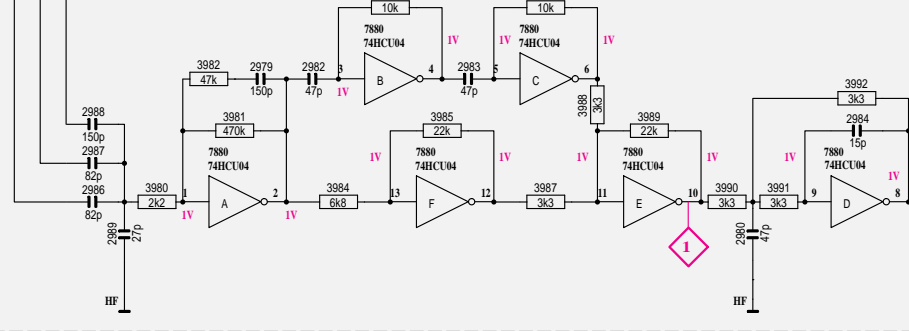 10k
10k
7880
74HCU04
1V
1V
7880
74HCU04
1V
3982
47k
2979
150p
2982
47p
3
1V
B
4
2983
47p
5
C
6
3988
3k3
3992
3k3
2988
150p
3981
470k
3985
22k
3989
22k
2984
15p
2987
82p
7880
74HCU04
1V
7880
74HCU04
1V
1V
7880
74HCU04
1V
1V
7880
74HCU04
1V
2986
82p
3980
2k2
1
1V
A
2
1V
3984
6k8
13
F
12
3987
3k3
11
E
10
3990
3k3
3991
3k3
9
D
8
2989
27p
1
2980
47p
HF
HF